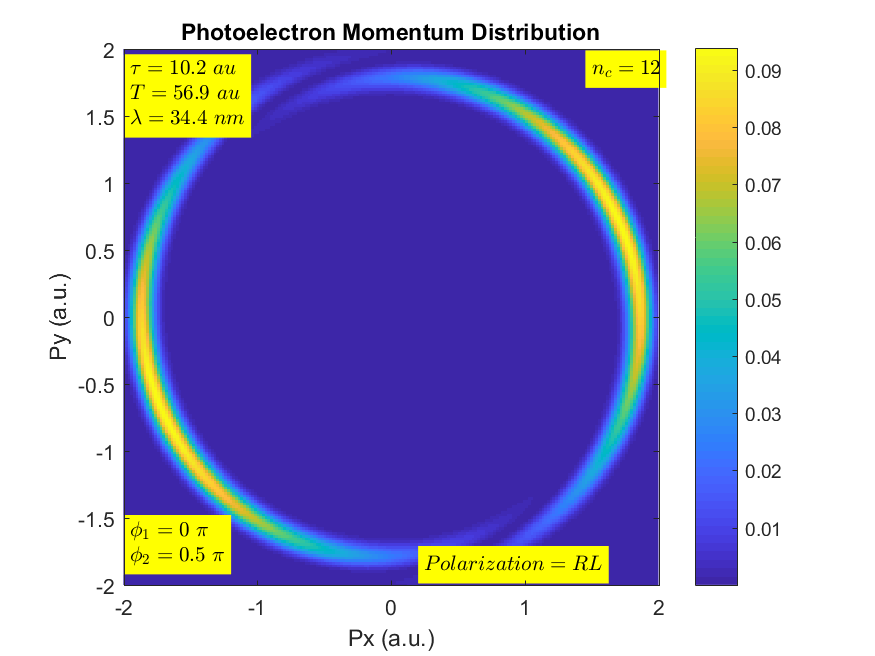 Photoelectron Momentum Distribution
τ = 10.2 au
T = 56.9 au
λ = 34.4 nm
n_c = 12
ϕ_1 = 0 π
ϕ_2 = 0.5 π
Polarization = RL
2
1.5
1
0.5
0
-0.5
-1
-1.5
-2
Py (a.u.)
-2 -1 0 1 2
Px (a.u.)
0.09
0.08
0.07
0.06
0.05
0.04
0.03
0.02
0.01